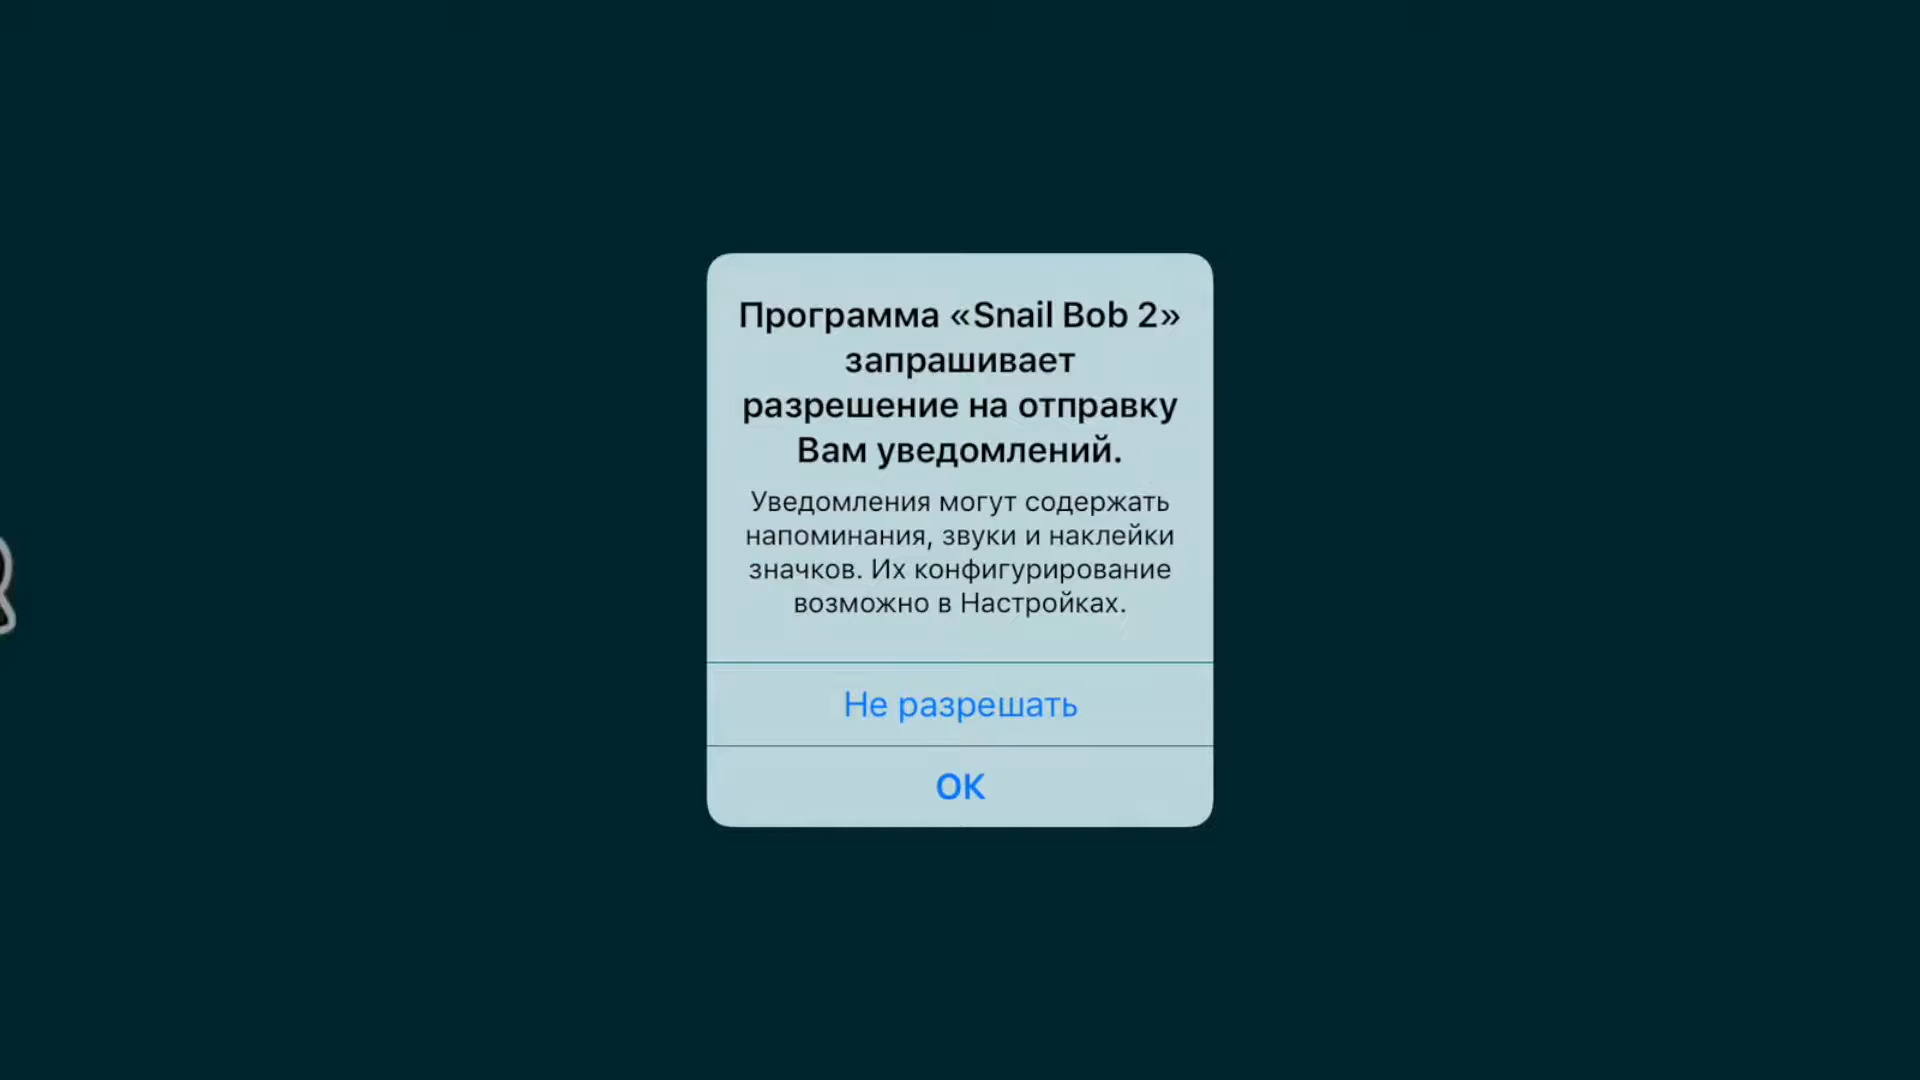 Программа «Snail Bob 2»
запрашивает
разрешение на отправку
Вам уведомлений.
Уведомления могут содержать
напоминания, звуки и наклейки
значков. Их конфигурирование
возможно в Настройках.
Не разрешать
ОК